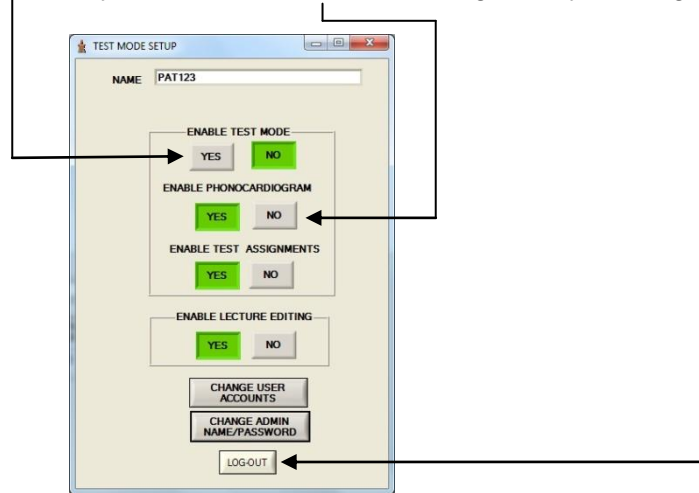 TEST MODE SETUP
NAME PAT123
ENABLE TEST MODE
YES NO
ENABLE PHONOCARDIOGRAM
YES NO
ENABLE TEST ASSIGNMENTS
YES NO
ENABLE LECTURE EDITING
YES NO
CHANGE USER
ACCOUNTS
CHANGE ADMIN
NAME/PASSWORD
LOG-OUT